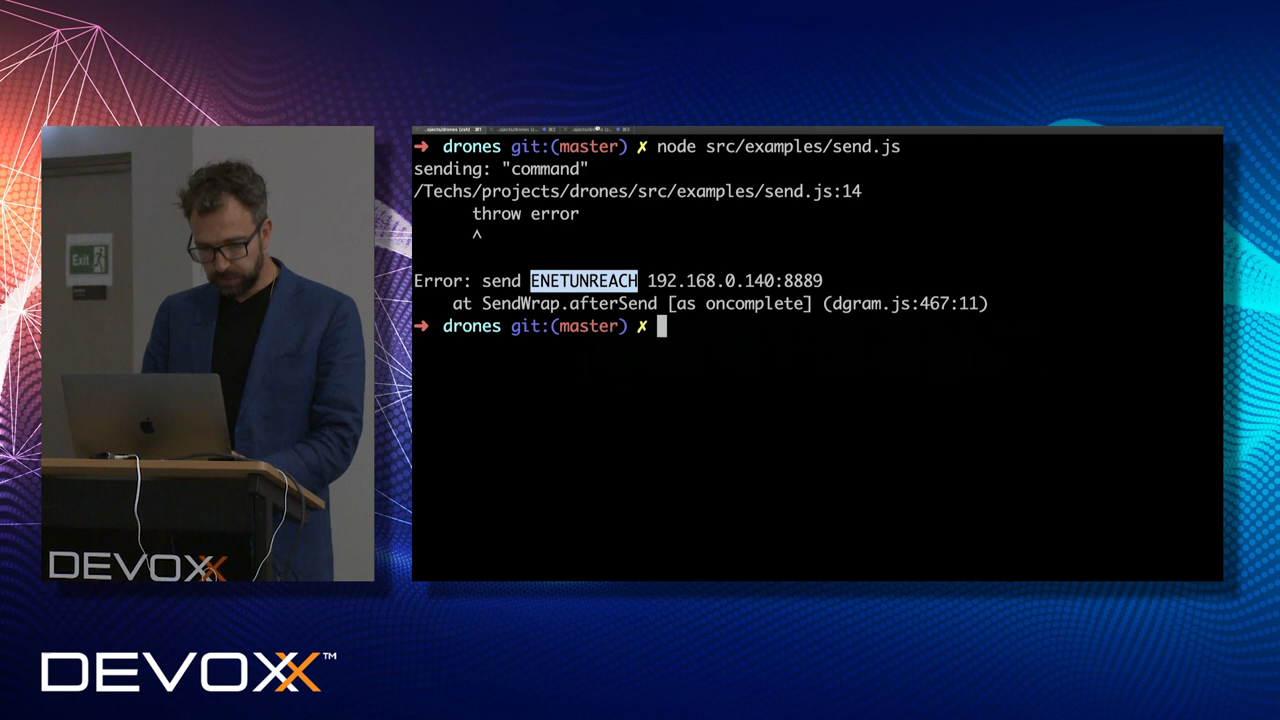 Exit
DEVOXX
➜ drones git:(master) ✗ node src/examples/send.js
sending: "command"
/Techs/projects/drones/src/examples/send.js:14
throw error
^
Error: send ENETUNREACH 192.168.0.140:8889
at SendWrap.afterSend [as oncomplete] (dgram.js:467:11)
➜ drones git:(master) ✗
DEVOXX™